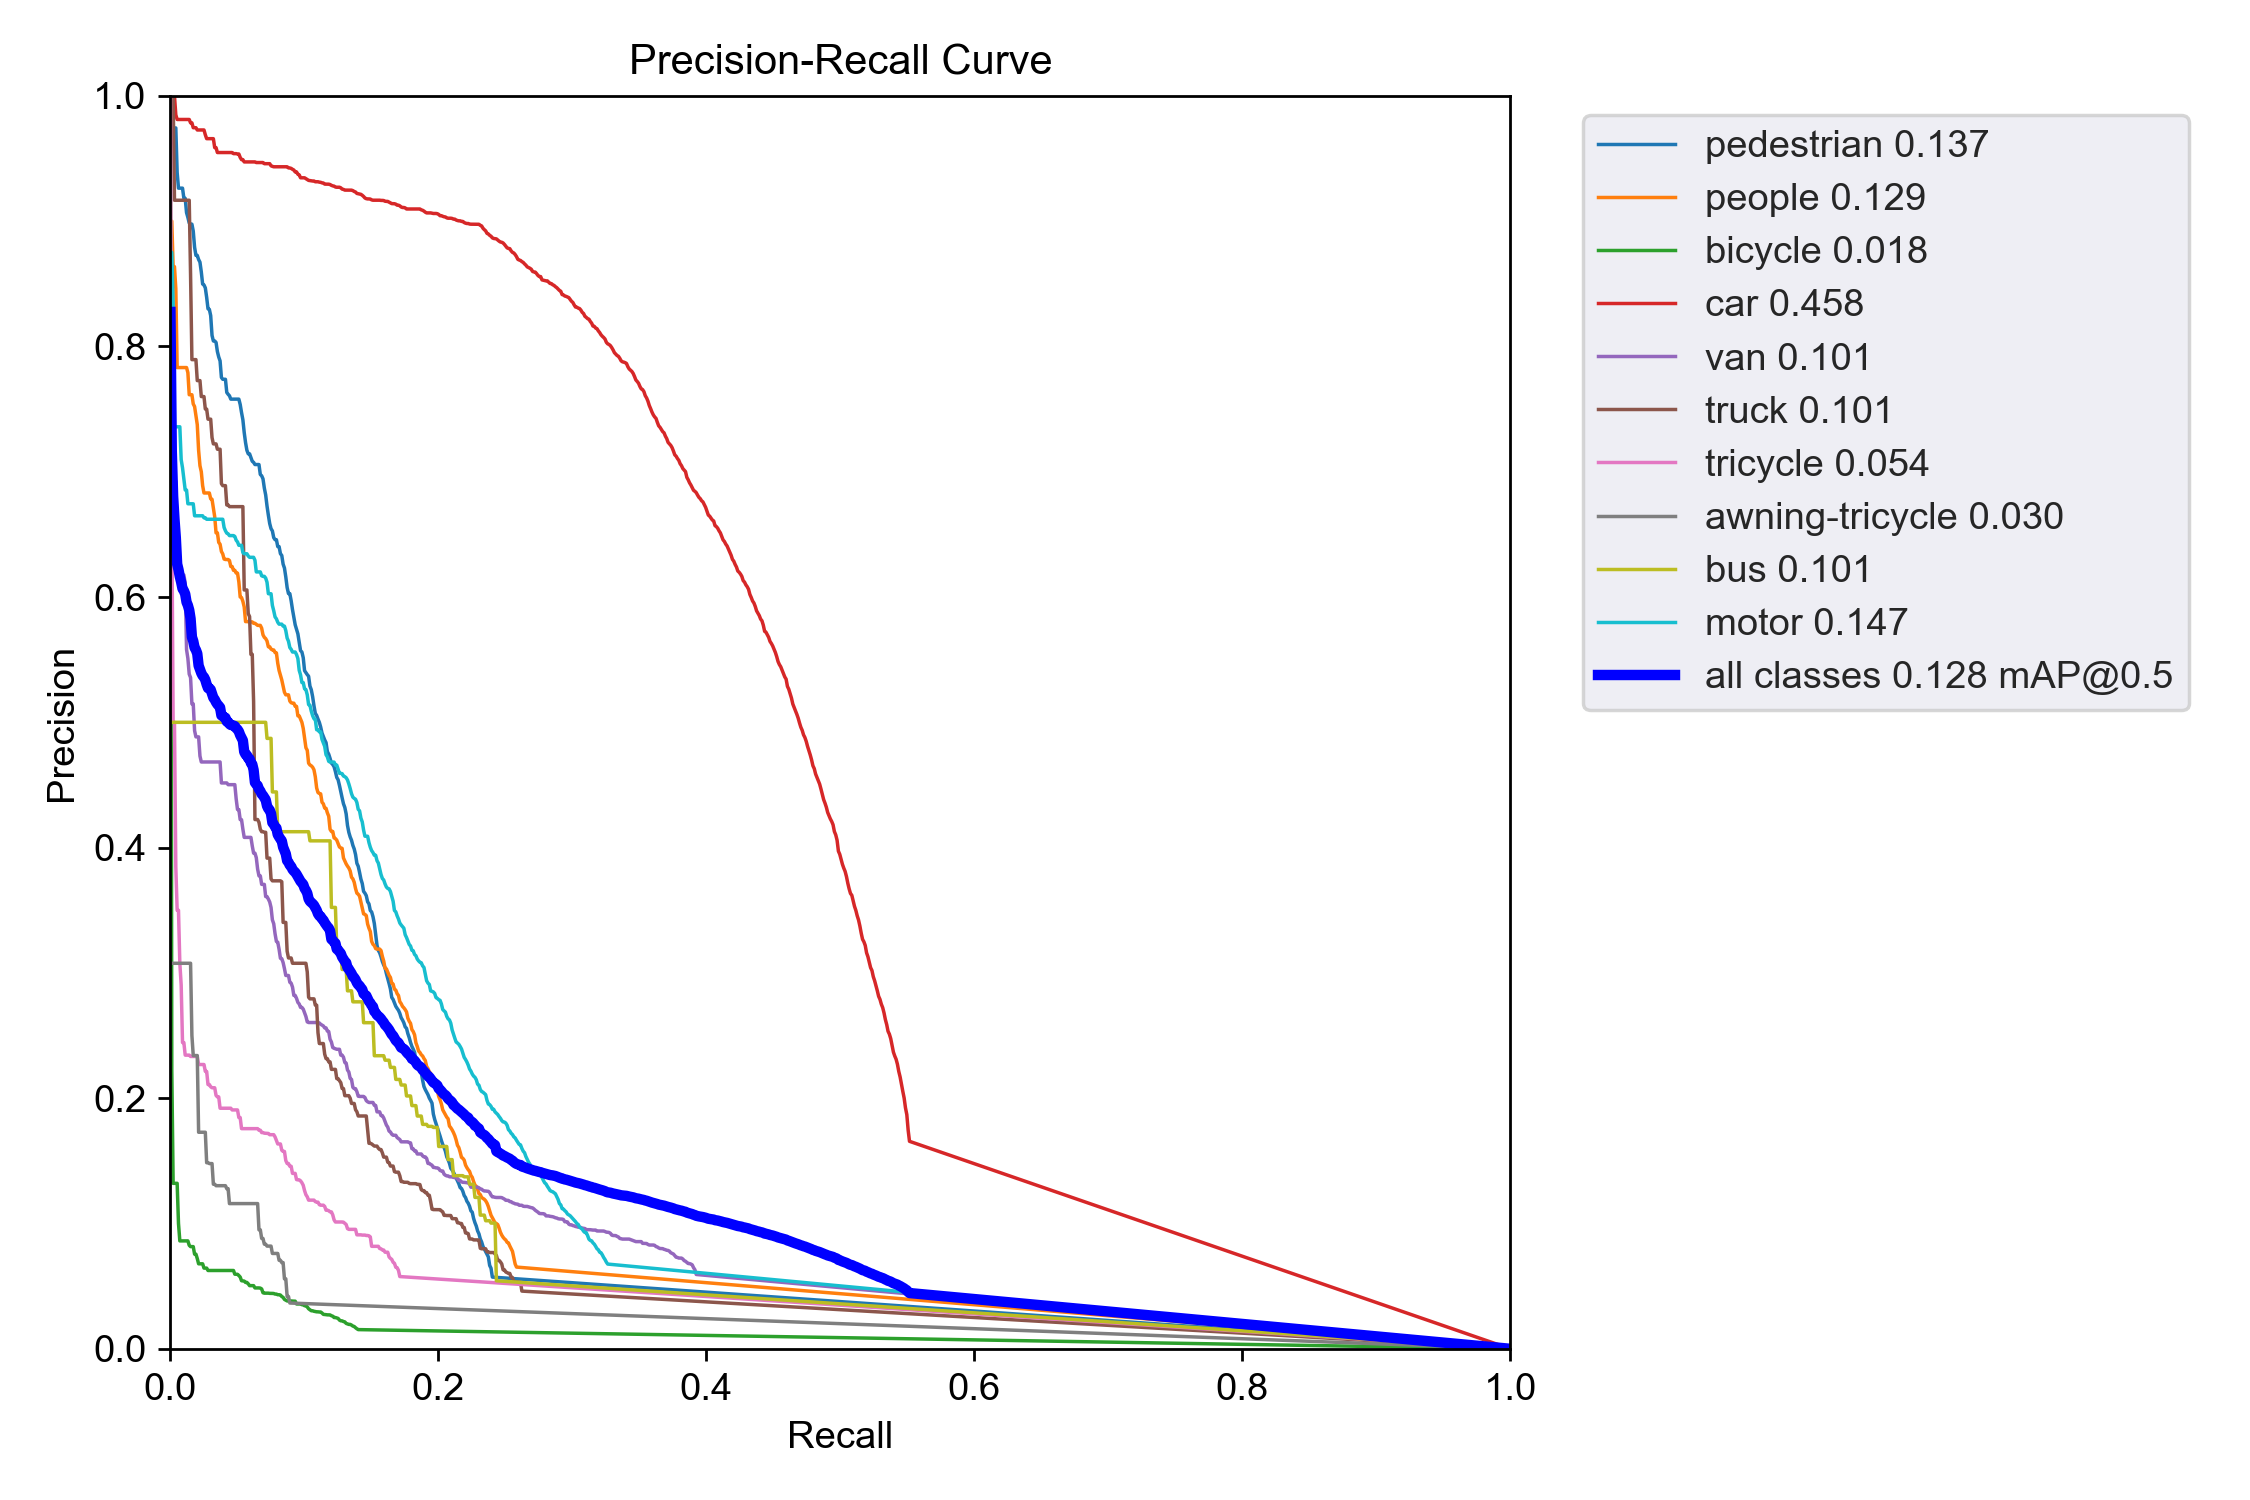 Precision-Recall Curve
1.0
0.8
0.6
0.4
0.2
0.0
Precision
0.0 0.2 0.4 0.6 0.8 1.0
Recall
pedestrian 0.137
people 0.129
bicycle 0.018
car 0.458
van 0.101
truck 0.101
tricycle 0.054
awning-tricycle 0.030
bus 0.101
motor 0.147
all classes 0.128 mAP@0.5